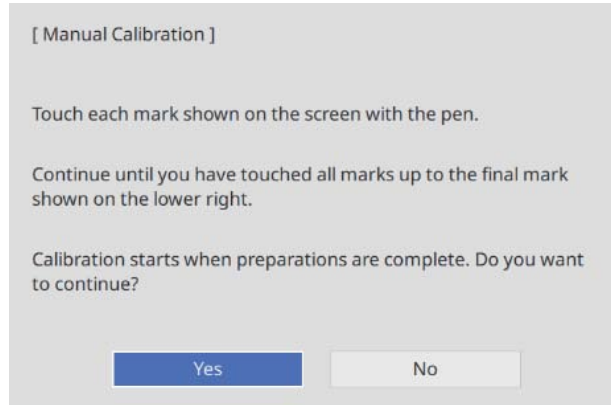 [ Manual Calibration ]
Touch each mark shown on the screen with the pen.
Continue until you have touched all marks up to the final mark
shown on the lower right.
Calibration starts when preparations are complete. Do you want
to continue?
Yes
No